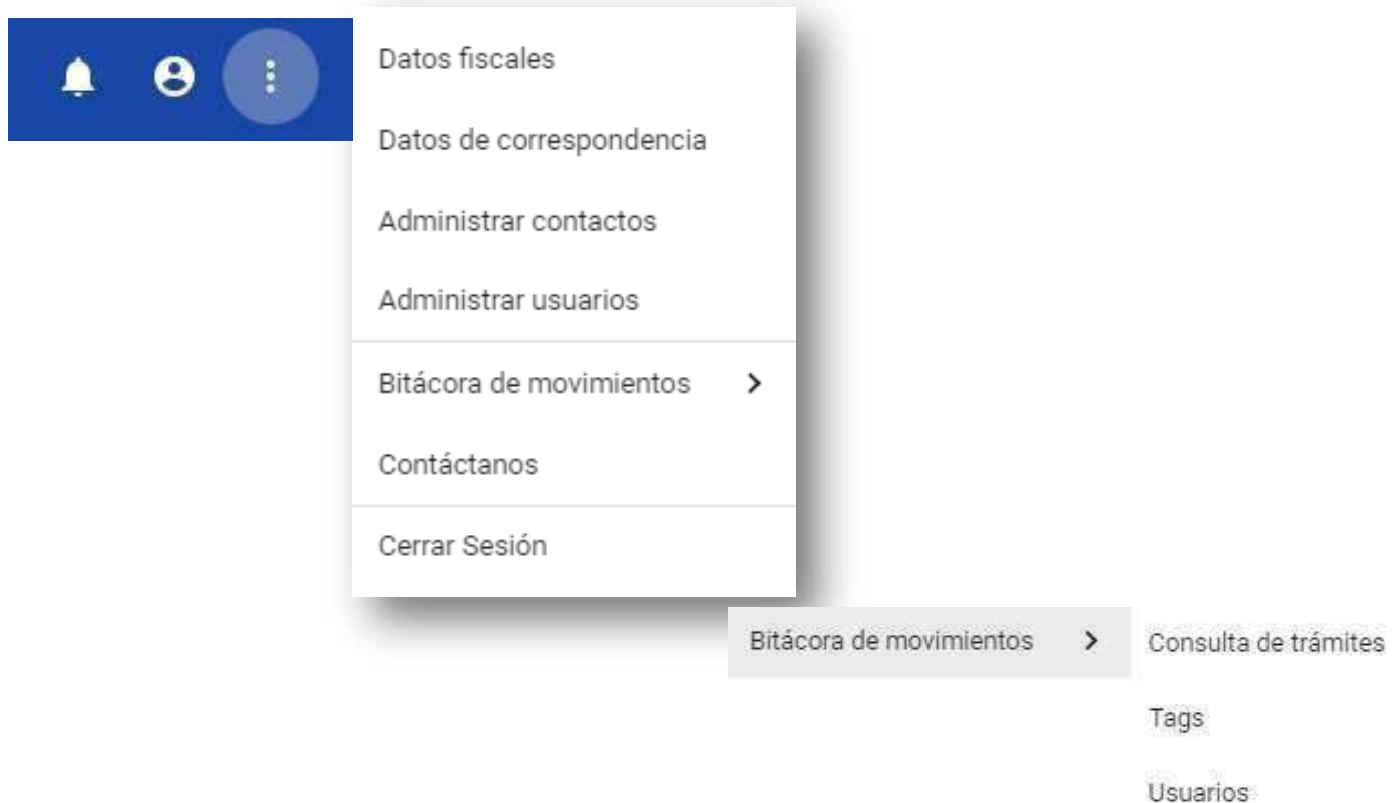 Datos fiscales
Datos de correspondencia
Administrar contactos
Administrar usuarios
Bitácora de movimientos
Contáctanos
Cerrar Sesión
Bitácora de movimientos
Consulta de trámites
Tags
Usuarios